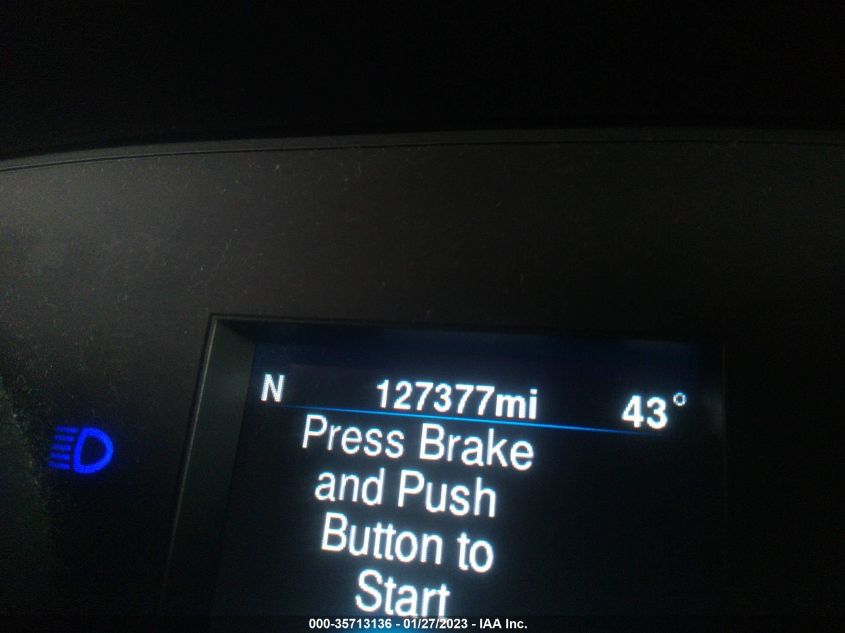 N 127377mi 43°
Press Brake
and Push
Button to
Start
000-35713136 - 01/27/2023 - IAA Inc.